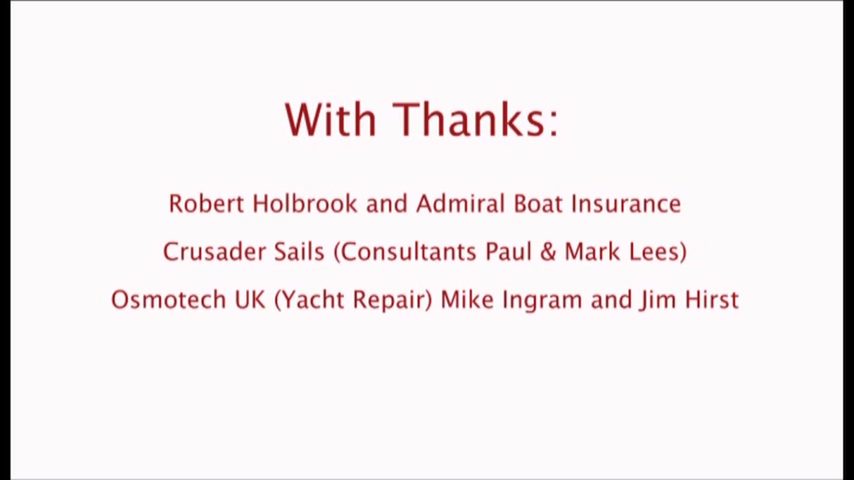 With Thanks:
Robert Holbrook and Admiral Boat Insurance
Crusader Sails (Consultants Paul & Mark Lees)
Osmotech UK (Yacht Repair) Mike Ingram and Jim Hirst